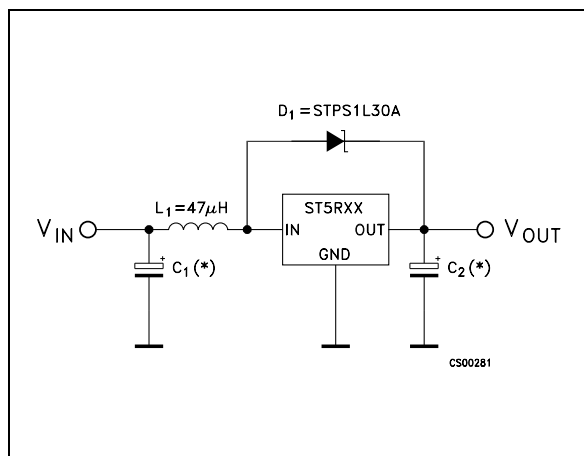 D1=STPS1L30A
L1=47μH
ST5RXX
VIN
IN
OUT
VOUT
GND
+
C1(*)
+
C2(*)
CS00281